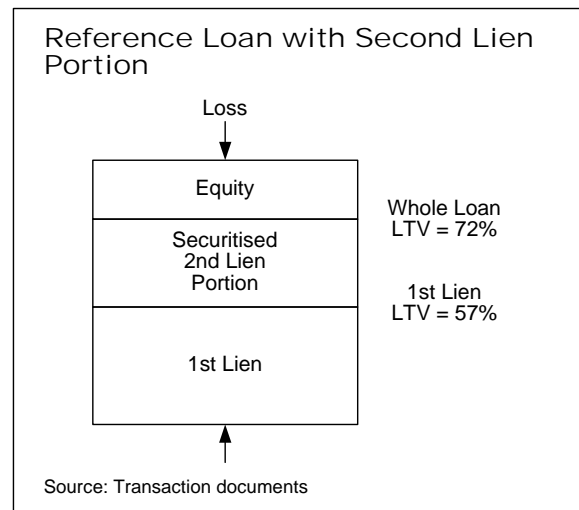 Reference Loan with Second Lien
Portion
Loss
Equity
Whole Loan
LTV = 72%
Securitised
2nd Lien
Portion
1st Lien
LTV = 57%
1st Lien
Source: Transaction documents